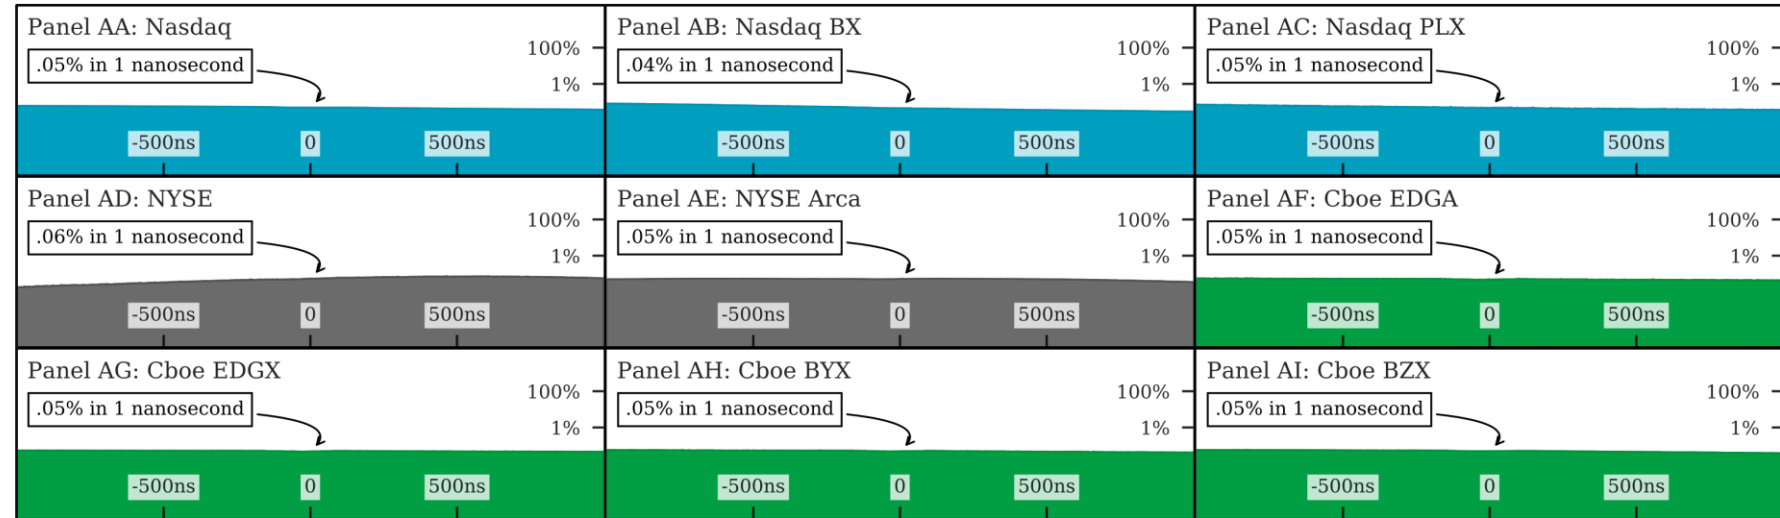 Panel AA: Nasdaq
100%
.05% in 1 nanosecond
1%
-500ns
0
500ns
Panel AB: Nasdaq BX
100%
.04% in 1 nanosecond
1%
-500ns
0
500ns
Panel AC: Nasdaq PLX
100%
.05% in 1 nanosecond
1%
-500ns
0
500ns
Panel AD: NYSE
100%
.06% in 1 nanosecond
1%
-500ns
0
500ns
Panel AE: NYSE Arca
100%
.05% in 1 nanosecond
1%
-500ns
0
500ns
Panel AF: Cboe EDGA
100%
.05% in 1 nanosecond
1%
-500ns
0
500ns
Panel AG: Cboe EDGX
100%
.05% in 1 nanosecond
1%
-500ns
0
500ns
Panel AH: Cboe BYX
100%
.05% in 1 nanosecond
1%
-500ns
0
500ns
Panel AI: Cboe BZX
100%
.05% in 1 nanosecond
1%
-500ns
0
500ns